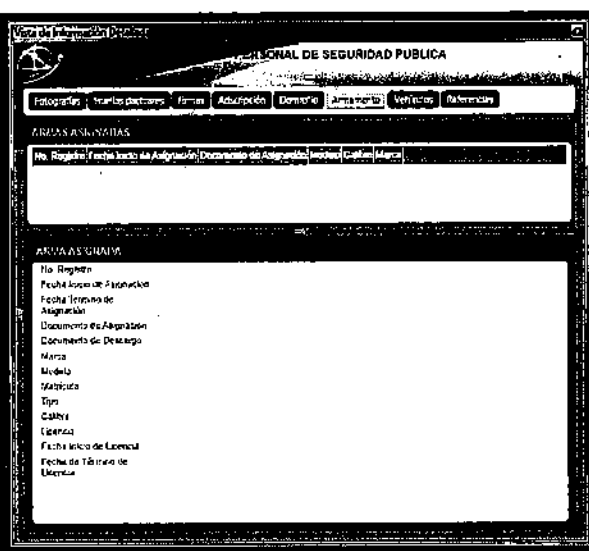 Vista de Información Detallada
PERSONAL DE SEGURIDAD PUBLICA
Fotografías Huellas dactilares Firmas Adscripción Domicilio Armamento Vehículos Referencias
ARMAS ASIGNADAS
No. Registro Fecha Inicio de Asignación Documento de Asignación Modelo Calibre Marca
ARMA ASIGNADA
No. Registro
Fecha Inicio de Asignación
Fecha Término de
Asignación
Documento de Asignación
Documento de Descargo
Marca
Modelo
Matrícula
Tipo
Calibre
Licencia
Fecha Inicio de Licencia
Fecha de Término de
Licencia